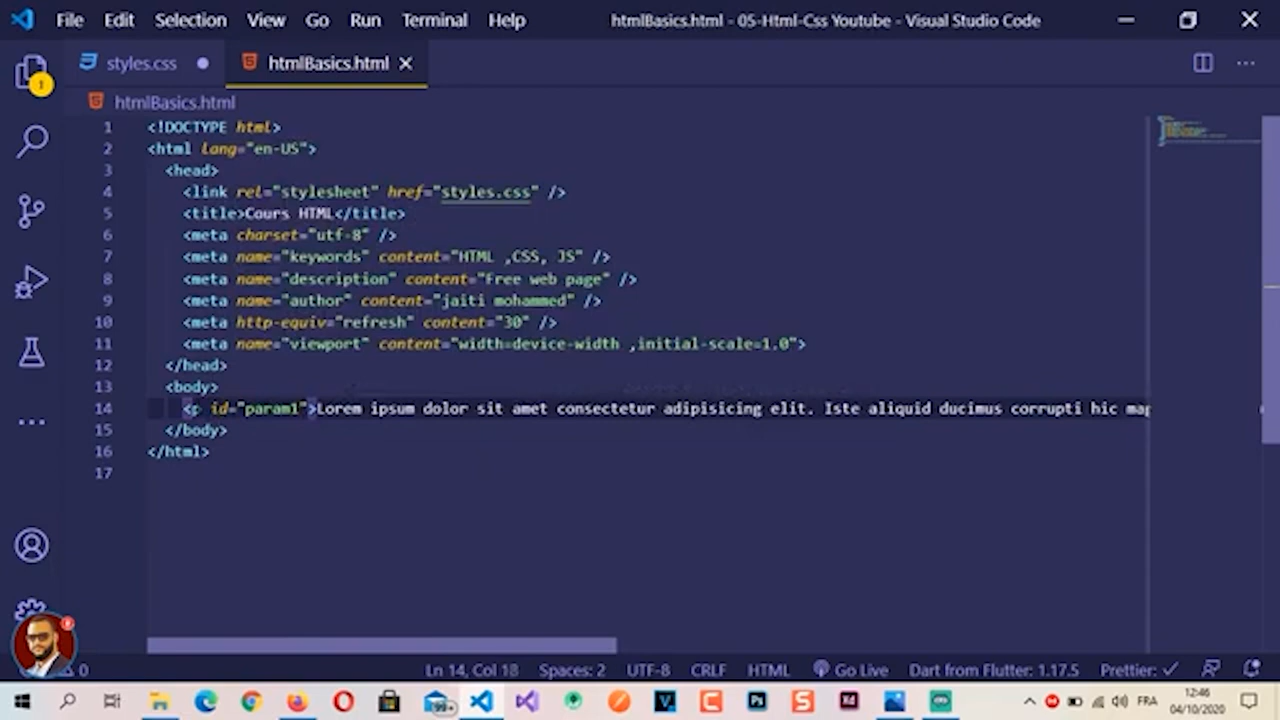 File Edit Selection View Go Run Terminal Help htmlBasics.html - 05-Html-Css Youtube - Visual Studio Code
styles.css htmlBasics.html
1
htmlBasics.html
1 <!DOCTYPE html>
2 <html lang="en-US">
3 <head>
4 <link rel="stylesheet" href="styles.css" />
5 <title>Cours HTML</title>
6 <meta charset="utf-8" />
7 <meta name="keywords" content="HTML ,CSS, JS" />
8 <meta name="description" content="Free web page" />
9 <meta name="author" content="jaiti mohammed" />
10 <meta http-equiv="refresh" content="30" />
11 <meta name="viewport" content="width=device-width ,initial-scale=1.0">
12 </head>
13 <body>
14 <p id="param1">Lorem ipsum dolor sit amet consectetur adipisicing elit. Iste aliquid ducimus corrupti hic mag
15 </body>
16 </html>
17
0 Ln 14, Col 18 Spaces: 2 UTF-8 CRLF HTML Go Live Dart from Flutter: 1.17.5 Prettier: ✓
99+ FRA 12:46
04/10/2020